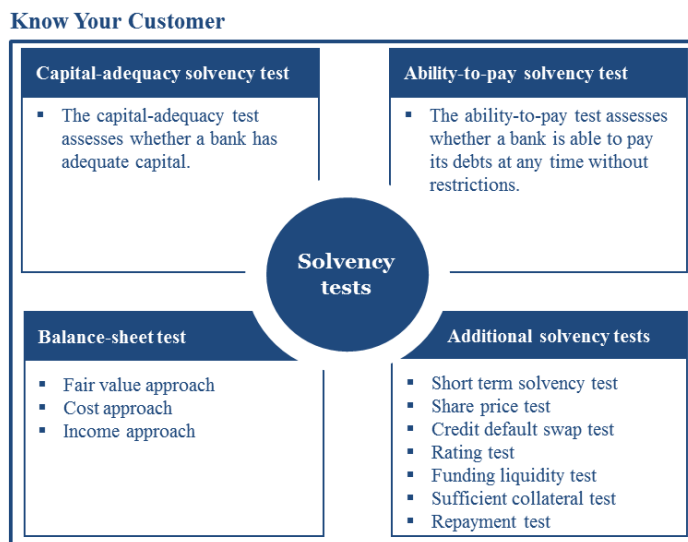 Know Your Customer
Capital-adequacy solvency test
▪ The capital-adequacy test
assesses whether a bank has
adequate capital.
Ability-to-pay solvency test
▪ The ability-to-pay test assesses
whether a bank is able to pay
its debts at any time without
restrictions.
Solvency
tests
Balance-sheet test
▪ Fair value approach
▪ Cost approach
▪ Income approach
Additional solvency tests
▪ Short term solvency test
▪ Share price test
▪ Credit default swap test
▪ Rating test
▪ Funding liquidity test
▪ Sufficient collateral test
▪ Repayment test